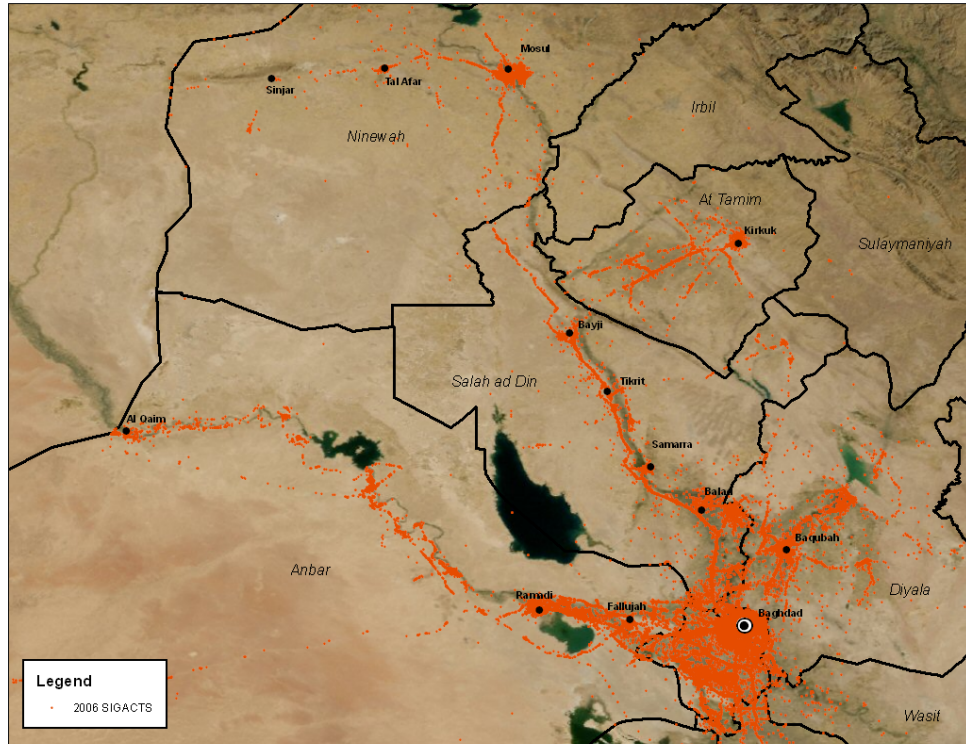 Mosul
Tal Afar
Sinjar
Irbil
Ninewah
At Tamim
Kirkuk
Sulaymaniyah
Bayji
Salah ad Din
Tikrit
Al Qaim
Samarra
Balad
Baqubah
Anbar
Diyala
Ramadi
Fallujah
Baghdad
Legend
2006 SIGACTS
Wasit